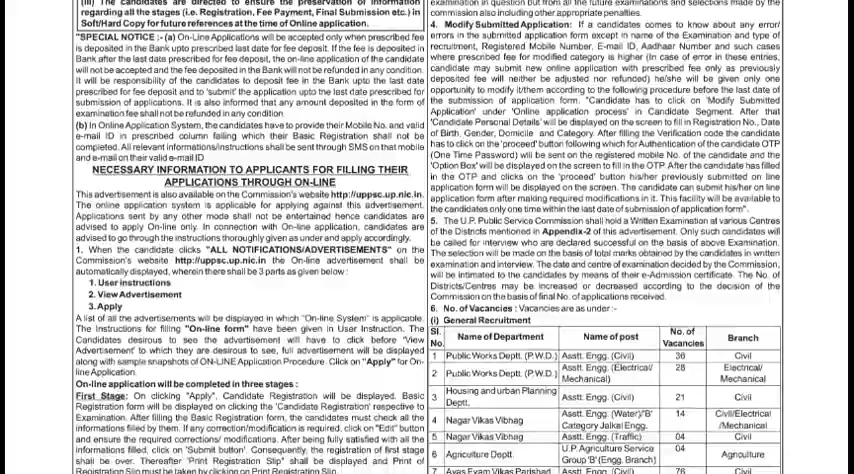 (iii) The candidates are directed to ensure the preservation of information
regarding all the stages (i.e. Registration, Fee Payment, Final Submission etc.) in
Soft/Hard Copy for future references at the time of Online application.
"SPECIAL NOTICE :- (a) On-Line Applications will be accepted only when prescribed fee
is deposited in the Bank upto prescribed last date for fee deposit. If the fee is deposited in
Bank after the last date prescribed for fee deposit, the on-line application of the candidate
will not be accepted and the fee deposited in the Bank will not be refunded in any condition.
It will be responsibility of the candidates to deposit fee in the Bank upto the last date
prescribed for fee deposit and to 'submit' the application upto the last date prescribed for
submission of applications. It is also informed that any amount deposited in the form of
examination fee shall not be refunded in any condition.
(b) In Online Application System, the candidates have to provide their Mobile No. and valid
e-mail ID in prescribed column failing which their Basic Registration shall not be
completed. All relevant informations/instructions shall be sent through SMS on that mobile
and e-mail on their valid e-mail ID
NECESSARY INFORMATION TO APPLICANTS FOR FILLING THEIR
APPLICATIONS THROUGH ON-LINE
This advertisement is also available on the Commission's website http://uppsc.up.nic.in.
The online application system is applicable for applying against this advertisement.
Applications sent by any other mode shall not be entertained hence candidates are
advised to apply On-line only. In connection with On-line application, candidates are
advised to go through the instructions thoroughly given as under and apply accordingly.
1. When the candidate clicks "ALL NOTIFICATIONS/ADVERTISEMENTS" on the
Commission's website http://uppsc.up.nic.in the On-line advertisement shall be
automatically displayed, wherein there shall be 3 parts as given below :
1. User instructions
2. View Advertisement
3. Apply
A list of all the advertisements will be displayed in which "On-line System" is applicable.
The Instructions for filling "On-line form" have been given in User Instruction. The
Candidates desirous to see the advertisement will have to click before 'View
Advertisement' to which they are desirous to see, full advertisement will be displayed
along with sample snapshots of ON-LINE Application Procedure. Click on "Apply" for On-
line Application.
On-line application will be completed in three stages :
First Stage: On clicking "Apply", Candidate Registration will be displayed. Basic
Registration form will be displayed on clicking the 'Candidate Registration' respective to
Examination. After filling the Basic Registration form, the candidates must check all the
informations filled by them. If any correction/modification is required, click on "Edit" button
and ensure the required corrections/ modifications. After being fully satisfied with all the
informations filled, click on 'Submit button'. Consequently, the registration of first stage
shall be over. Thereafter "Print Registration Slip" shall be displayed and Print of
Registration Slip must be taken by clicking on Print Registration Slip.
examination in question but from all the future examinations and selections made by the
commission also including other appropriate penalties.
4. Modify Submitted Application: If a candidates comes to know about any error/
errors in the submitted application form except in name of the Examination and type of
recruitment, Registered Mobile Number, E-mail ID, Aadhaar Number and such cases
where prescribed fee for modified category is higher (In case of error in these entries,
candidate may submit new online application with prescribed fee only as previously
deposited fee will neither be adjusted nor refunded) he/she will be given only one
opportunity to modify it/them according to the following procedure before the last date of
the submission of application form. "Candidate has to click on 'Modify Submitted
Application' under 'Online application process' in Candidate Segment. After that
'Candidate Personal Details' will be displayed on the screen to fill in Registration No., Date
of Birth, Gender, Domicile and Category. After filling the Verification code the candidate
has to click on the 'proceed' button following which for Authentication of the candidate OTP
(One Time Password) will be sent on the registered mobile No. of the candidate and the
'Option Box' will be displayed on the screen to fill in the OTP. After the candidate has filled
in the OTP and clicks on the 'proceed' button his/her previously submitted on line
application form will be displayed on the screen. The candidate can submit his/her on line
application form after making required modifications in it. This facility will be available to
the candidates only one time within the last date of submission of application form".
5. The U.P. Public Service Commission shall hold a Written Examination at various Centres
of the Districts mentioned in Appendix-2 of this advertisement. Only such candidates will
be called for interview who are declared successful on the basis of above Examination.
The selection will be made on the basis of total marks obtained by the candidates in written
examination and interview. The date and centre of examination decided by the Commission,
will be intimated to the candidates by means of their e-Admission certificate. The No. of
Districts/Centres may be increased or decreased according to the decision of the
Commission on the basis of final No. of applications received.
6. No. of Vacancies : Vacancies are as under :-
(i) General Recruitment
Sl. No. Name of Department Name of post No. of Vacancies Branch
1 Public Works Deptt. (P.W.D.) Asstt. Engg. (Civil) 36 Civil
2 Public Works Deptt. (P.W.D.) Asstt. Engg. (Electrical/ Mechanical) 28 Electrical/ Mechanical
3 Housing and urban Planning Deptt. Asstt. Engg. (Civil) 21 Civil
4 Nagar Vikas Vibhag Asstt. Engg. (Water)/'B' Category Jalkal Engg. 14 Civil/Electrical /Mechanical
5 Nagar Vikas Vibhag Asstt. Engg. (Traffic) 04 Civil
6 Agriculture Deptt. U.P. Agriculture Service Group 'B' (Engg. Branch) 04 Agriculture
7 Avas Evam Vikas Parishad Asstt. Engg. (Civil) 76 Civil